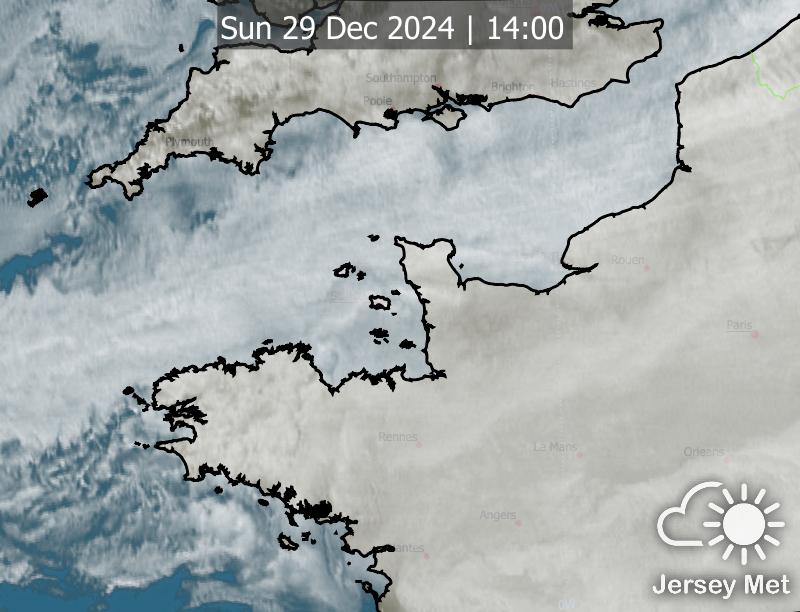 Sun 29 Dec 2024 | 14:00
Southampton
Brighton
Hastings
Poole
Plymouth
Rouen
Paris
Rennes
Le Mans
Orleans
Angers
Nantes
Jersey Met